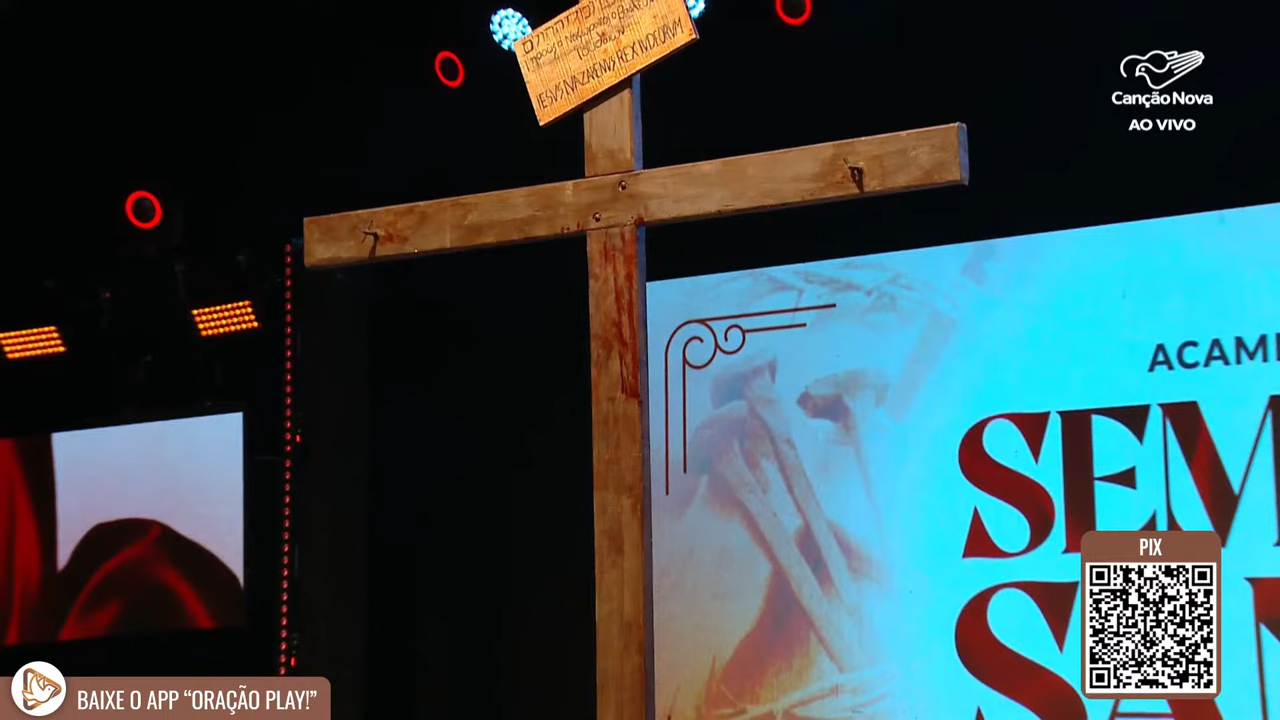 IESVS NAZARENVS REX IVDEORVM
Canção Nova
AO VIVO
ACAM
SEM
SAN
PIX
BAIXE O APP “ORAÇÃO PLAY!”